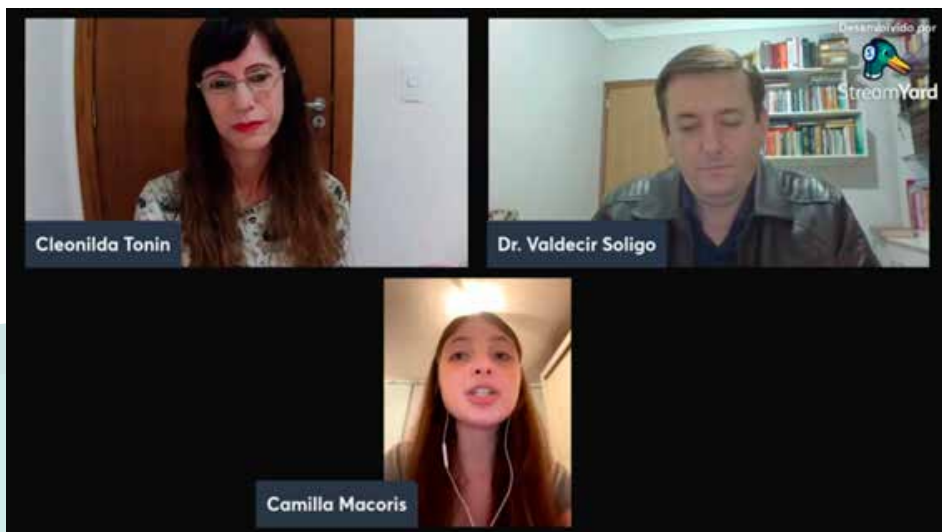 Desenvolvido por
StreamYard
Cleonilda Tonin
Dr. Valdecir Soligo
Camilla Macoris